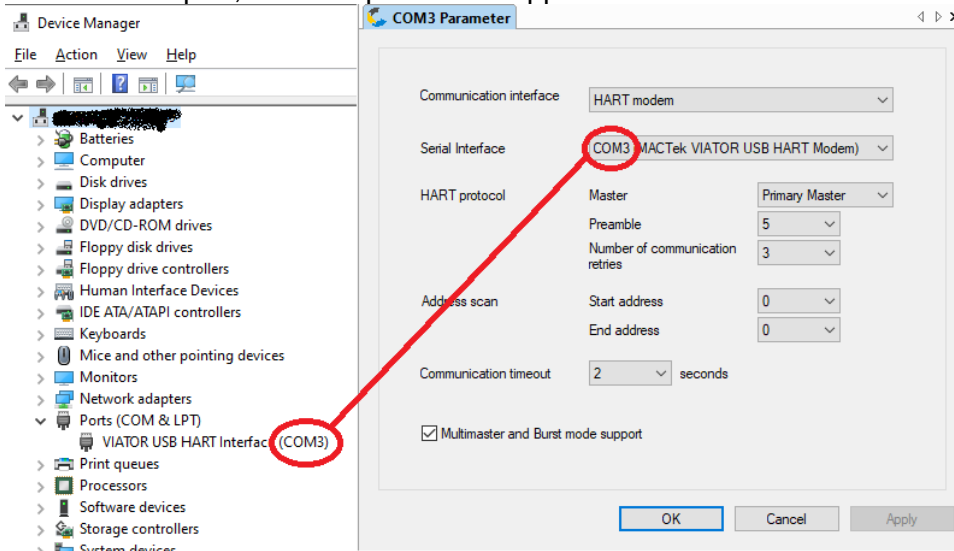 Device Manager
File Action View Help
Batteries
Computer
Disk drives
Display adapters
DVD/CD-ROM drives
Floppy disk drives
Floppy drive controllers
Human Interface Devices
IDE ATA/ATAPI controllers
Keyboards
Mice and other pointing devices
Monitors
Network adapters
Ports (COM & LPT)
VIATOR USB HART Interface (COM3)
Print queues
Processors
Software devices
Storage controllers
System devices
COM3 Parameter
Communication interface HART modem
Serial Interface COM3 (MACTek VIATOR USB HART Modem)
HART protocol Master Primary Master
Preamble 5
Number of communication
retries 3
Address scan Start address 0
End address 0
Communication timeout 2 seconds
Multimaster and Burst mode support
OK Cancel Apply